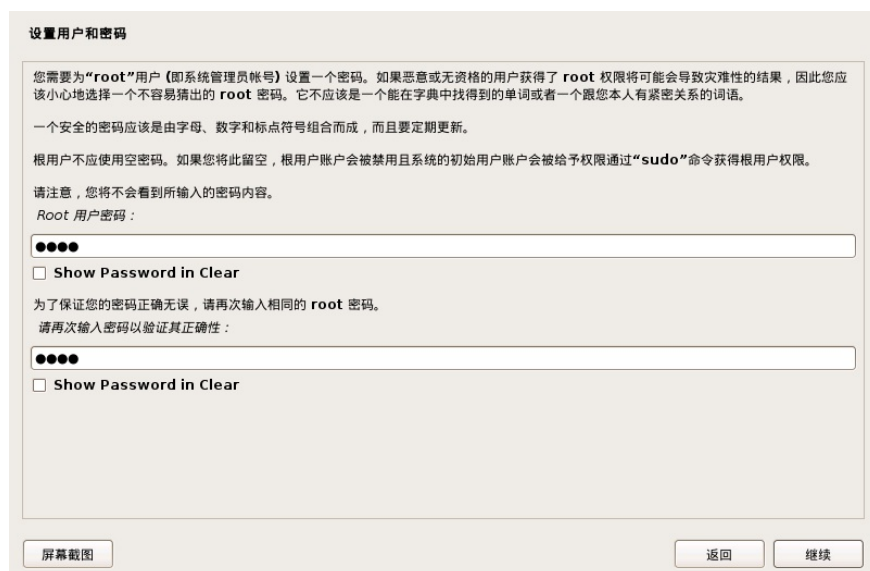 设置用户和密码
您需要为“root”用户 (即系统管理员帐号) 设置一个密码。如果恶意或无资格的用户获得了 root 权限将可能会导致灾难性的结果，因此您应
该小心地选择一个不容易猜出的 root 密码。它不应该是一个能在字典中找得到的单词或者一个跟您本人有紧密关系的词语。
一个安全的密码应该是由字母、数字和标点符号组合而成，而且要定期更新。
根用户不应使用空密码。如果您将此留空，根用户账户会被禁用且系统的初始用户账户会被给予权限通过“sudo”命令获得根用户权限。
请注意，您将不会看到所输入的密码内容。
Root 用户密码：
●●●●
Show Password in Clear
为了保证您的密码正确无误，请再次输入相同的 root 密码。
请再次输入密码以验证其正确性：
●●●●
Show Password in Clear
屏幕截图
返回
继续